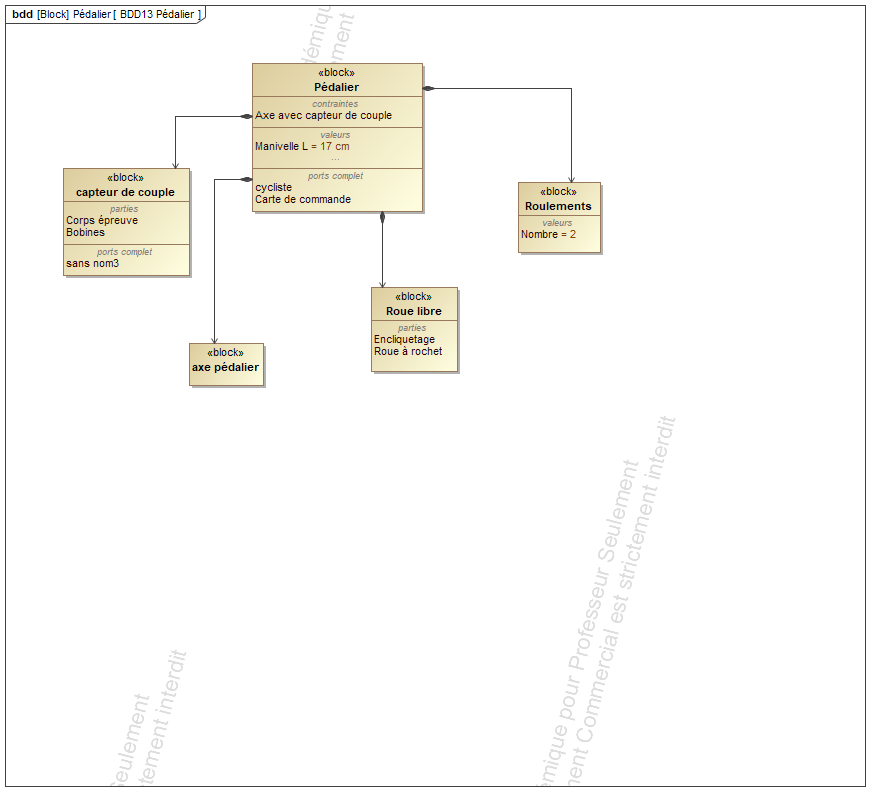 bdd [Block] Pédalier [ BDD13 Pédalier ]
«block»
Pédalier
contraintes
Axe avec capteur de couple
valeurs
Manivelle L = 17 cm
...
ports complet
cycliste
Carte de commande
«block»
capteur de couple
parties
Corps épreuve
Bobines
ports complet
sans nom3
«block»
Roulements
valeurs
Nombre = 2
«block»
Roue libre
parties
Encliquetage
Roue à rochet
«block»
axe pédalier
démique
ement
émique pour Professeur Seulement
ment Commercial est strictement interdit
Seulement
ctement interdit